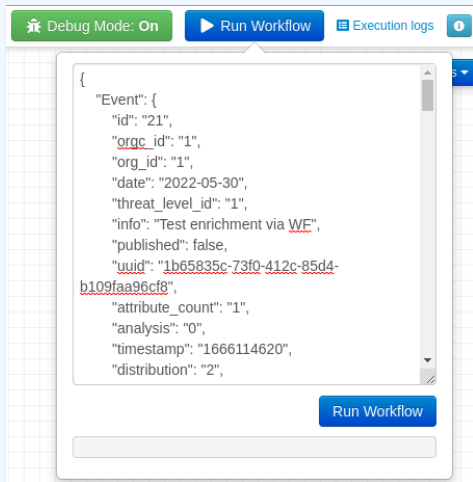 Debug Mode: On
Run Workflow
Execution logs
s
{
"Event": {
"id": "21",
"orgc_id": "1",
"org_id": "1",
"date": "2022-05-30",
"threat_level_id": "1",
"info": "Test enrichment via WF",
"published": false,
"uuid": "1b65835c-73f0-412c-85d4-
b109faa96cf8",
"attribute_count": "1",
"analysis": "0",
"timestamp": "1666114620",
"distribution": "2",
Run Workflow